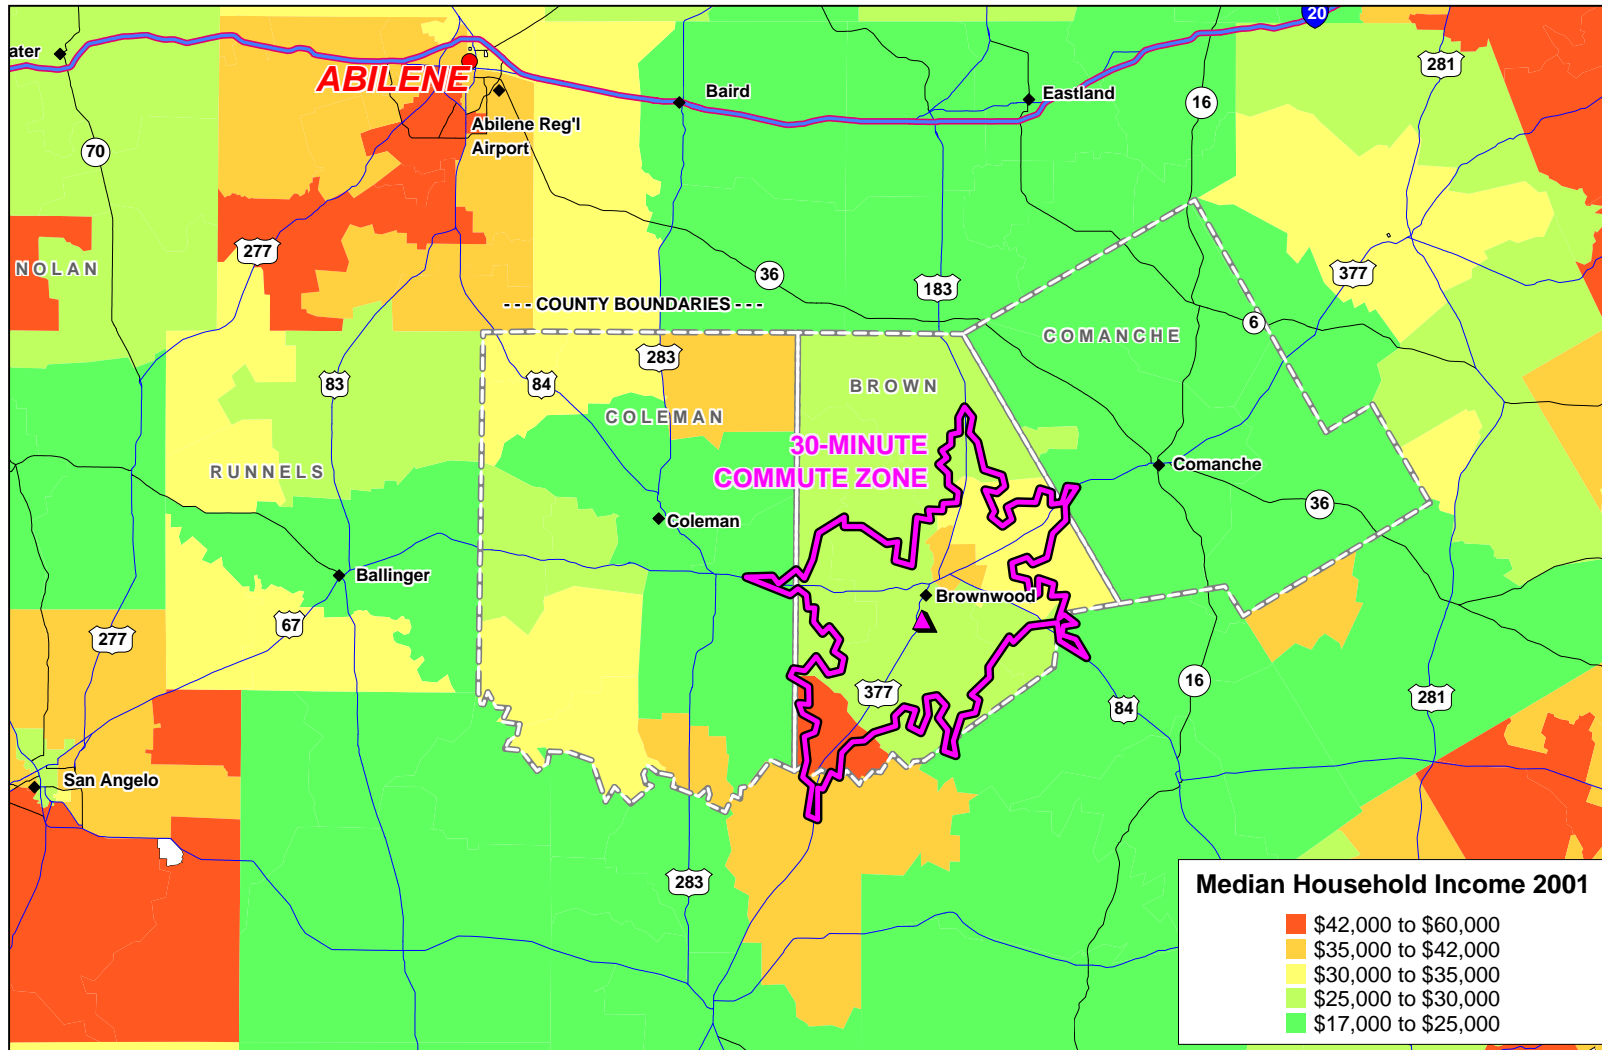 20
ater
281
ABILENE
Baird
Eastland
16
Abilene Reg'l
Airport
70
277
NOLAN
36
377
183
--- COUNTY BOUNDARIES ---
6
COMANCHE
283
83
84
BROWN
COLEMAN
30-MINUTE
COMMUTE ZONE
RUNNELS
Comanche
36
Coleman
Ballinger
Brownwood
67
277
16
377
281
84
San Angelo
283
Median Household Income 2001
$42,000 to $60,000
$35,000 to $42,000
$30,000 to $35,000
$25,000 to $30,000
$17,000 to $25,000